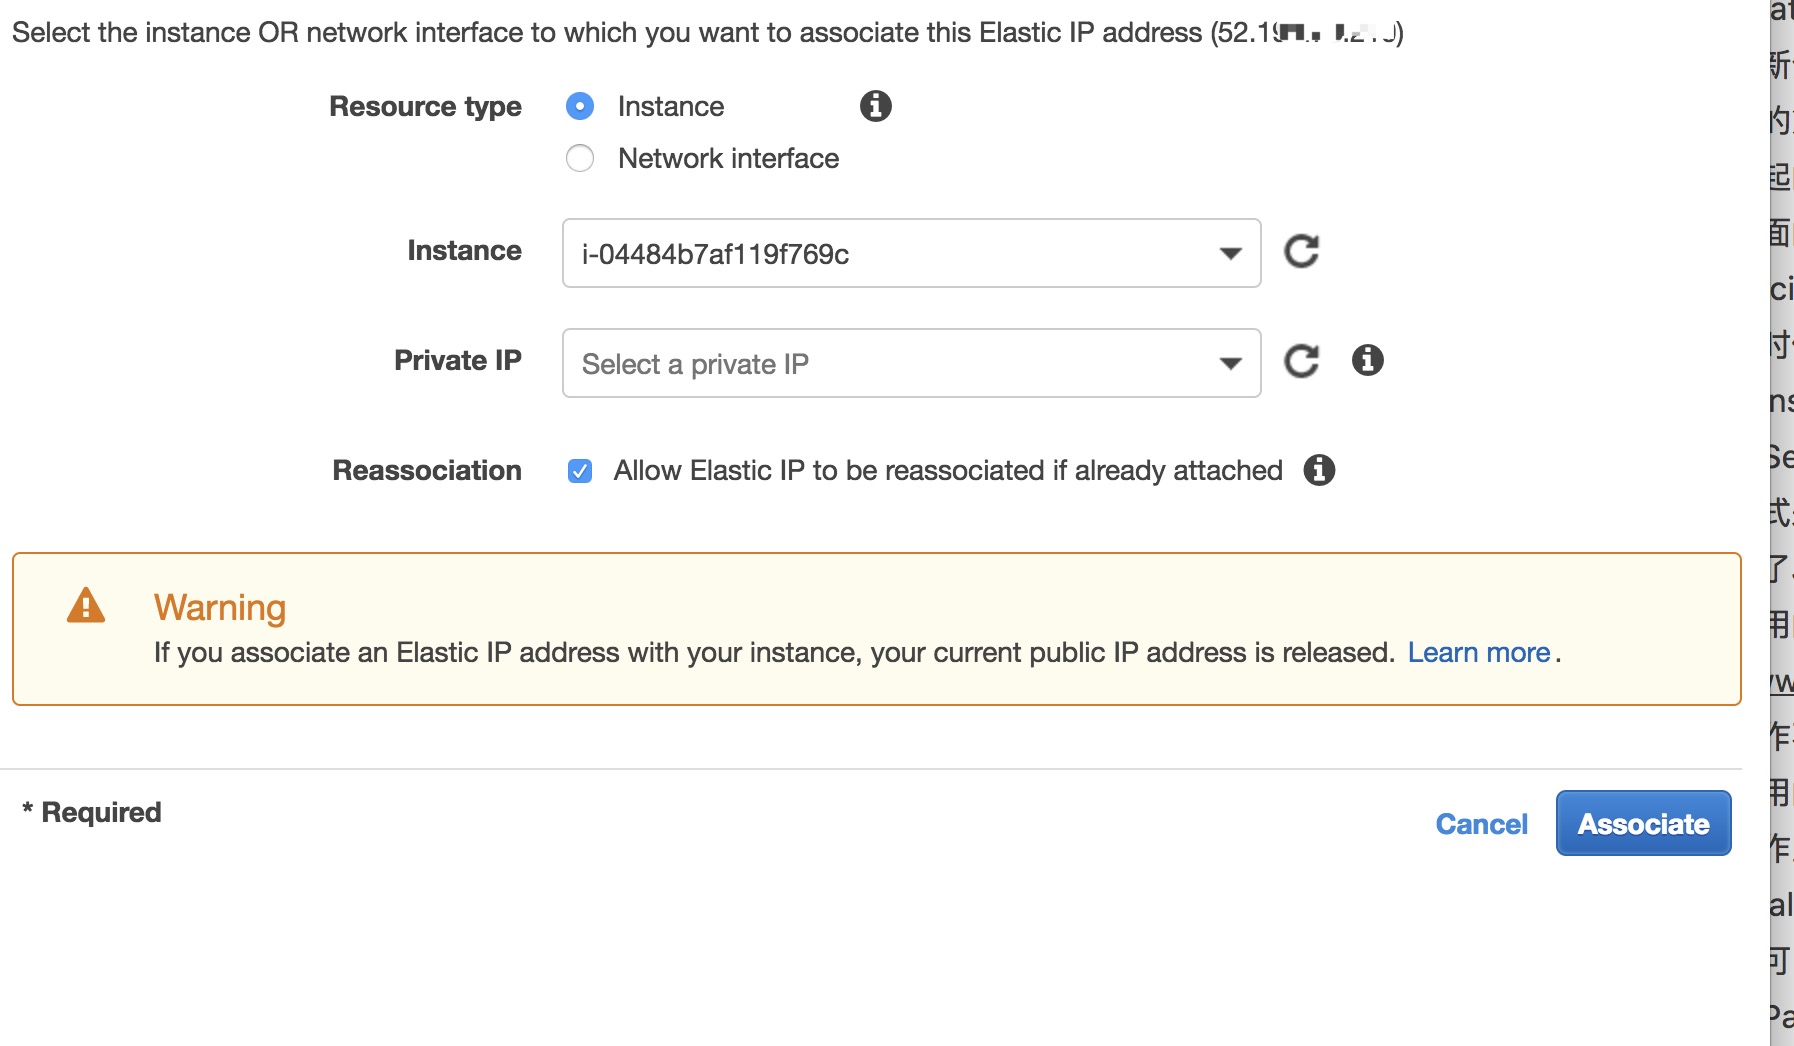 Select the instance OR network interface to which you want to associate this Elastic IP address
Resource type
Instance
Network interface
Instance
i-04484b7af119f769c
Private IP
Select a private IP
Reassociation
Allow Elastic IP to be reassociated if already attached
Warning
If you associate an Elastic IP address with your instance, your current public IP address is released. Learn more.
* Required
Cancel
Associate